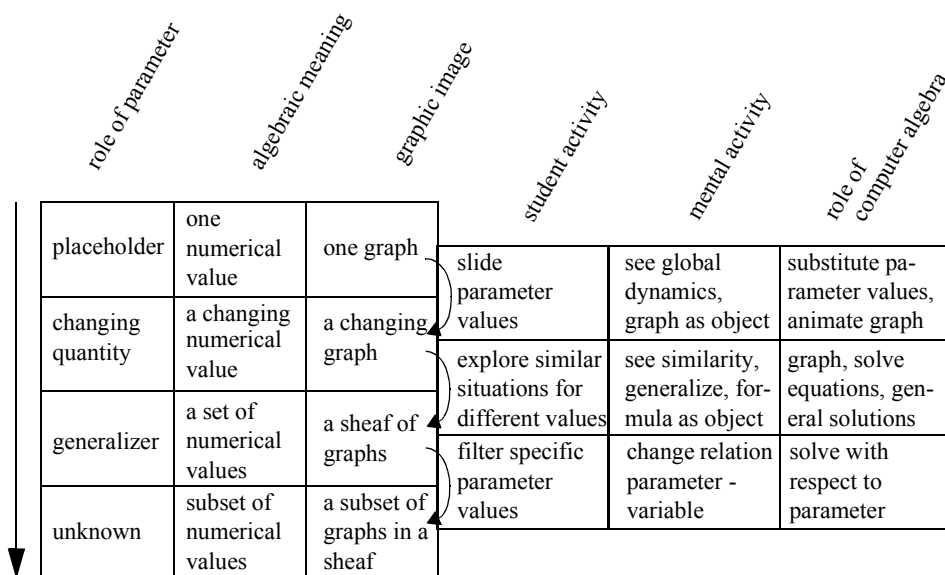 role of parameter
algebraic meaning
graphic image
student activity
mental activity
role of
computer algebra
placeholder
one
numerical
value
one graph
changing
quantity
a changing
numerical
value
a changing
graph
generalizer
a set of
numerical
values
a sheaf of
graphs
unknown
subset of
numerical
values
a subset of
graphs in a
sheaf
slide
parameter
values
see global
dynamics,
graph as object
substitute pa-
rameter values,
animate graph
explore similar
situations for
different values
see similarity,
generalize, for-
mula as object
graph, solve
equations, gen-
eral solutions
filter specific
parameter
values
change relation
parameter -
variable
solve with
respect to
parameter